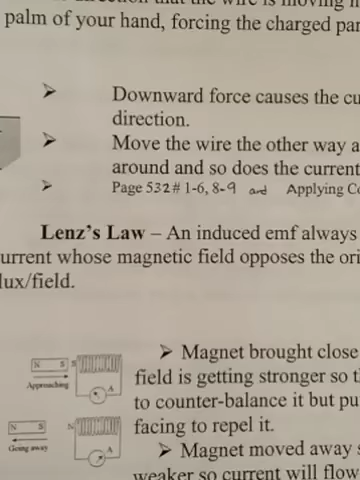 direction that the wire is moving
palm of your hand, forcing the charged par
➢ Downward force causes the cu
direction.
➢ Move the wire the other way a
around and so does the current
➢ Page 532 # 1-6, 8-9 and Applying Co
Lenz's Law – An induced emf always
urrent whose magnetic field opposes the ori
lux/field.
➢ Magnet brought close
N S S
field is getting stronger so t
Approaching A
to counter-balance it but pu
facing to repel it.
N S N
➢ Magnet moved away s
Going away A
weaker so current will flow